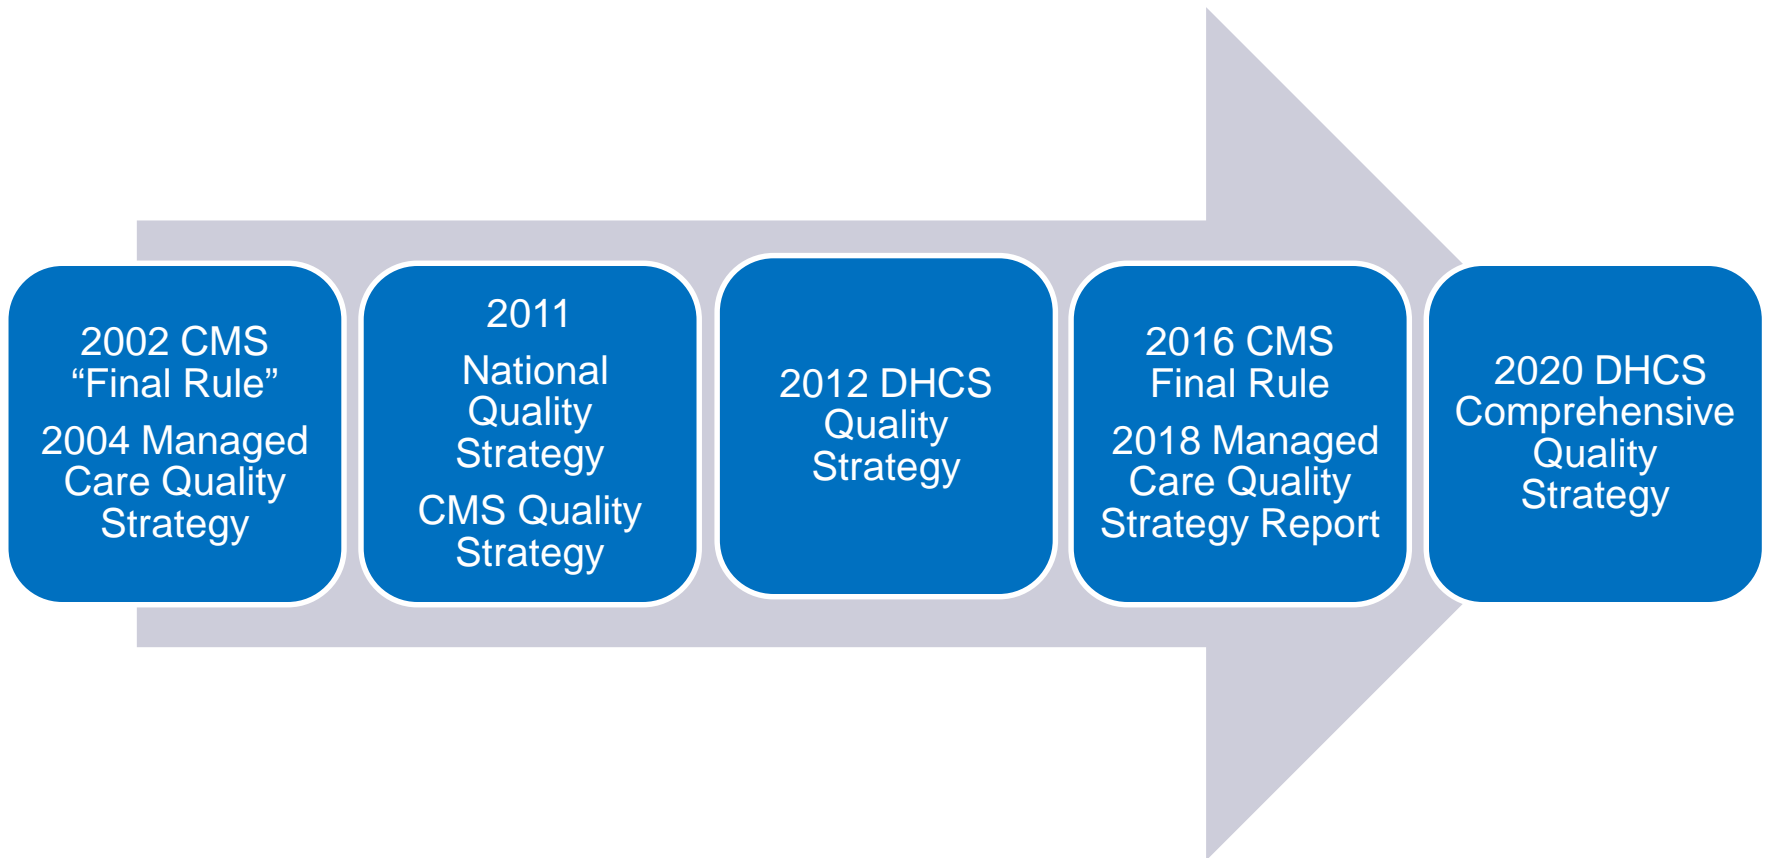 2002 CMS
“Final Rule”
2004 Managed
Care Quality
Strategy
2011
National
Quality
Strategy
CMS Quality
Strategy
2012 DHCS
Quality
Strategy
2016 CMS
Final Rule
2018 Managed
Care Quality
Strategy Report
2020 DHCS
Comprehensive
Quality
Strategy